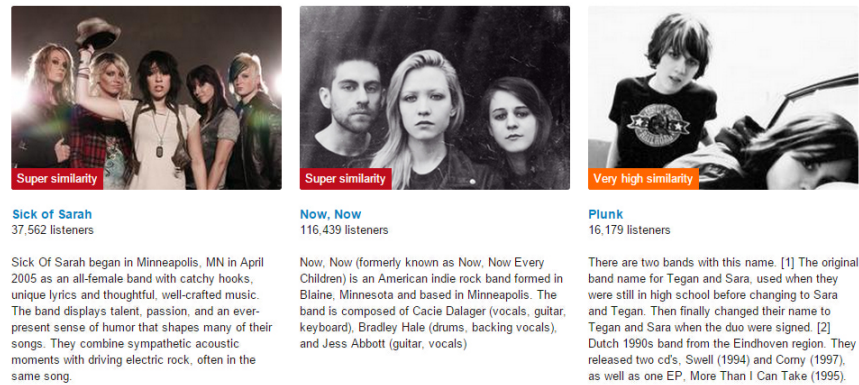 Super similarity
Sick of Sarah
37,562 listeners
Sick Of Sarah began in Minneapolis, MN in April
2005 as an all-female band with catchy hooks,
unique lyrics and thoughtful, well-crafted music.
The band displays talent, passion, and an ever-
present sense of humor that shapes many of their
songs. They combine sympathetic acoustic
moments with driving electric rock, often in the
same song.
Super similarity
Now, Now
116,439 listeners
Now, Now (formerly known as Now, Now Every
Children) is an American indie rock band formed in
Blaine, Minnesota and based in Minneapolis. The
band is composed of Cacie Dalager (vocals, guitar,
keyboard), Bradley Hale (drums, backing vocals),
and Jess Abbott (guitar, vocals)
Very high similarity
Plunk
16,179 listeners
There are two bands with this name. [1] The original
band name for Tegan and Sara, used when they
were still in high school before changing to Sara
and Tegan. Then finally changed their name to
Tegan and Sara when the duo were signed. [2]
Dutch 1990s band from the Eindhoven region. They
released two cd's, Swell (1994) and Corny (1997),
as well as one EP, More Than I Can Take (1995).